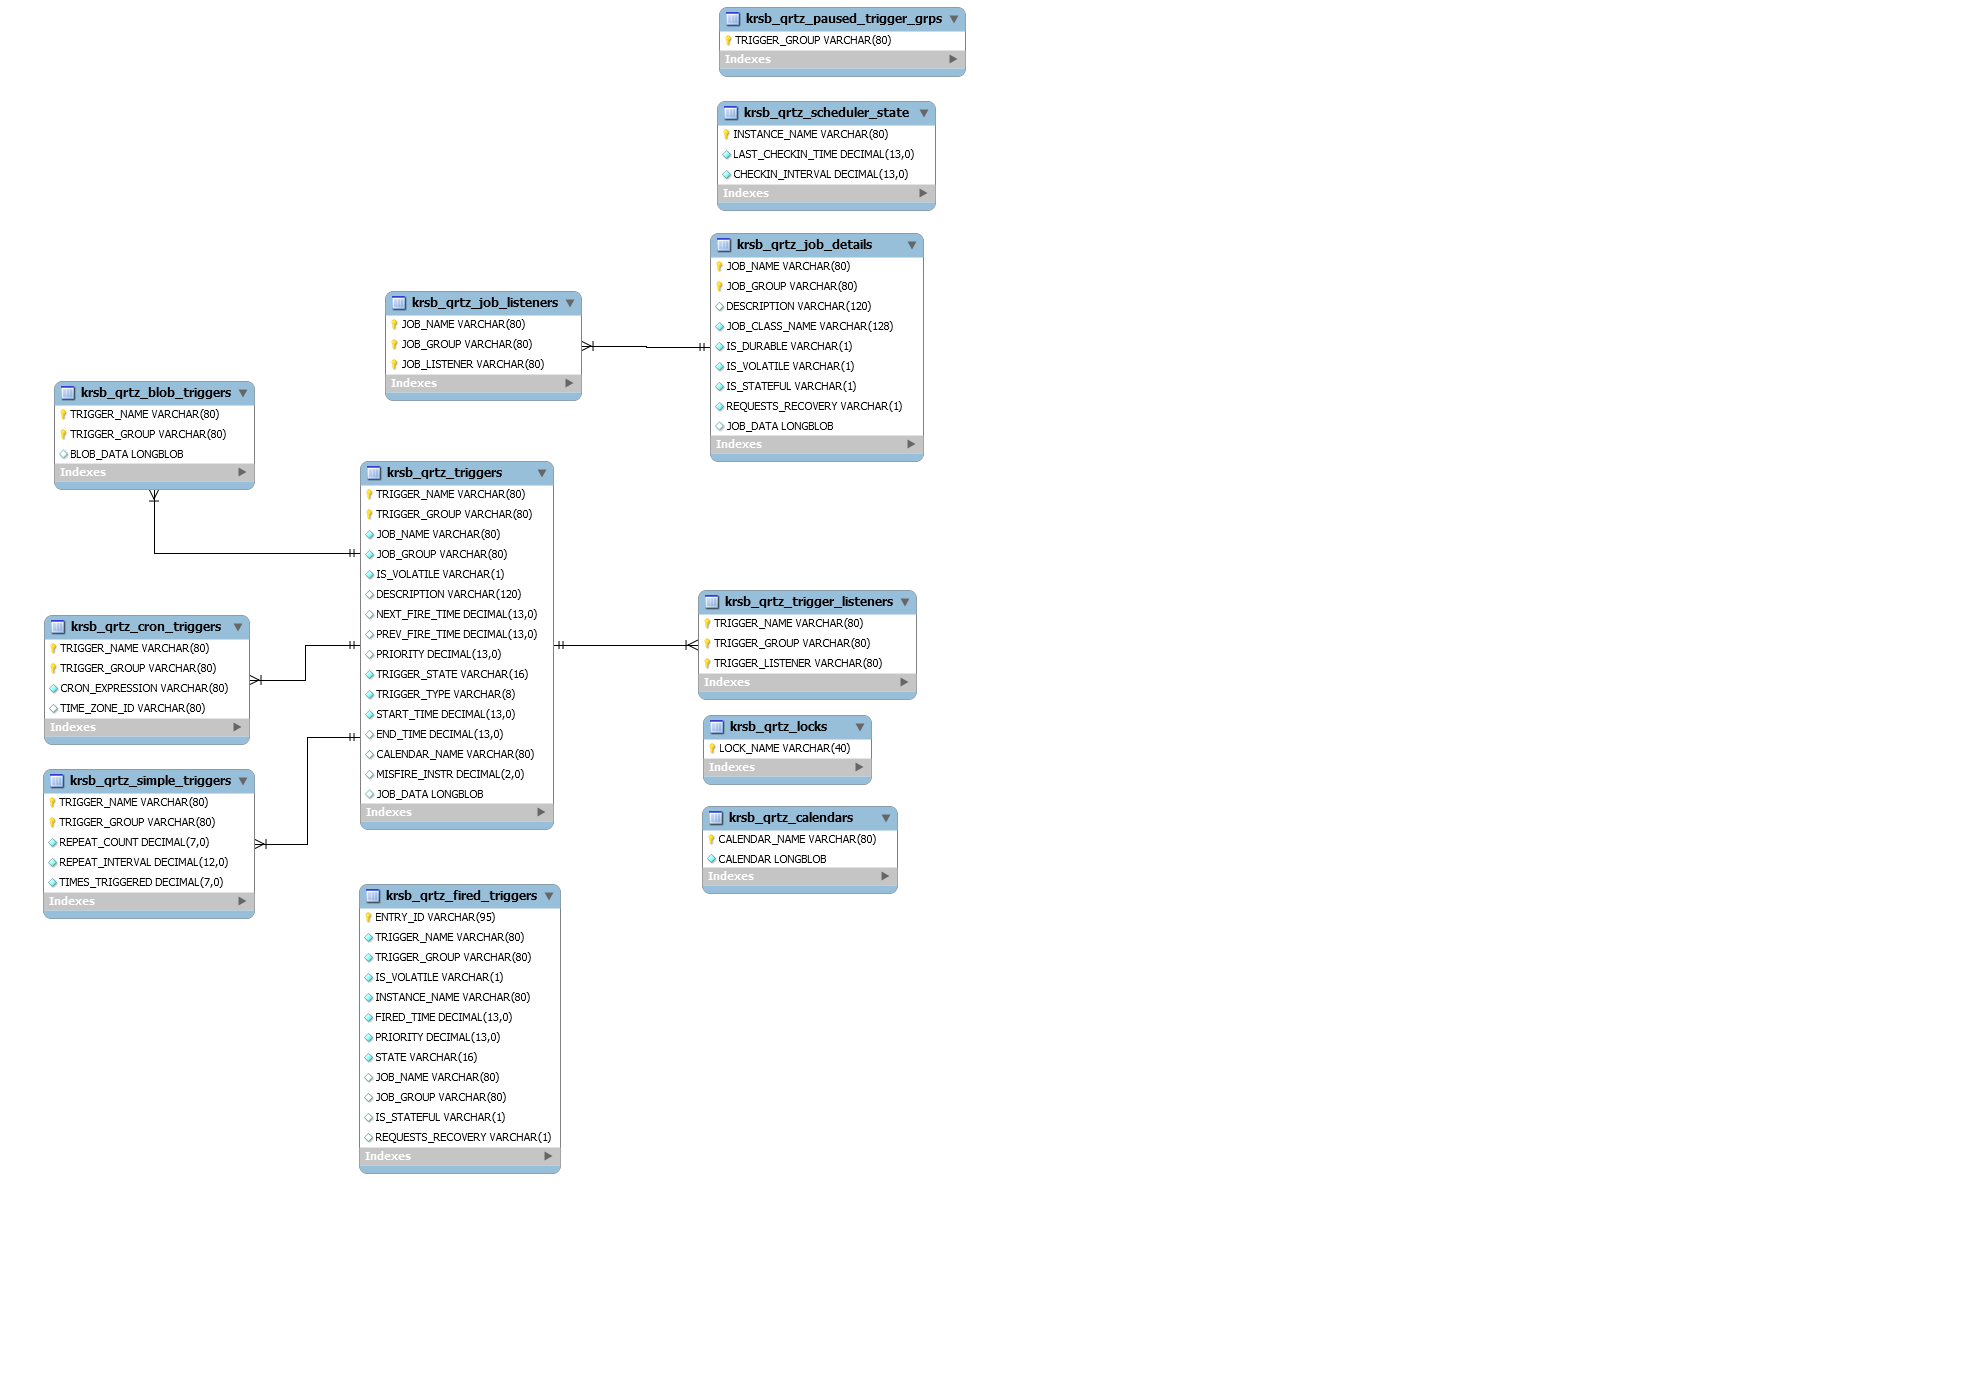 krsb_qrtz_paused_trigger_grps
TRIGGER_GROUP VARCHAR(80)
Indexes
krsb_qrtz_scheduler_state
INSTANCE_NAME VARCHAR(80)
LAST_CHECKIN_TIME DECIMAL(13,0)
CHECKIN_INTERVAL DECIMAL(13,0)
Indexes
krsb_qrtz_job_details
JOB_NAME VARCHAR(80)
JOB_GROUP VARCHAR(80)
DESCRIPTION VARCHAR(120)
JOB_CLASS_NAME VARCHAR(128)
IS_DURABLE VARCHAR(1)
IS_VOLATILE VARCHAR(1)
IS_STATEFUL VARCHAR(1)
REQUESTS_RECOVERY VARCHAR(1)
JOB_DATA LONGBLOB
Indexes
krsb_qrtz_job_listeners
JOB_NAME VARCHAR(80)
JOB_GROUP VARCHAR(80)
JOB_LISTENER VARCHAR(80)
Indexes
krsb_qrtz_blob_triggers
TRIGGER_NAME VARCHAR(80)
TRIGGER_GROUP VARCHAR(80)
BLOB_DATA LONGBLOB
Indexes
krsb_qrtz_triggers
TRIGGER_NAME VARCHAR(80)
TRIGGER_GROUP VARCHAR(80)
JOB_NAME VARCHAR(80)
JOB_GROUP VARCHAR(80)
IS_VOLATILE VARCHAR(1)
DESCRIPTION VARCHAR(120)
NEXT_FIRE_TIME DECIMAL(13,0)
PREV_FIRE_TIME DECIMAL(13,0)
PRIORITY DECIMAL(13,0)
TRIGGER_STATE VARCHAR(16)
TRIGGER_TYPE VARCHAR(8)
START_TIME DECIMAL(13,0)
END_TIME DECIMAL(13,0)
CALENDAR_NAME VARCHAR(80)
MISFIRE_INSTR DECIMAL(2,0)
JOB_DATA LONGBLOB
Indexes
krsb_qrtz_trigger_listeners
TRIGGER_NAME VARCHAR(80)
TRIGGER_GROUP VARCHAR(80)
TRIGGER_LISTENER VARCHAR(80)
Indexes
krsb_qrtz_cron_triggers
TRIGGER_NAME VARCHAR(80)
TRIGGER_GROUP VARCHAR(80)
CRON_EXPRESSION VARCHAR(80)
TIME_ZONE_ID VARCHAR(80)
Indexes
krsb_qrtz_locks
LOCK_NAME VARCHAR(40)
Indexes
krsb_qrtz_simple_triggers
TRIGGER_NAME VARCHAR(80)
TRIGGER_GROUP VARCHAR(80)
REPEAT_COUNT DECIMAL(7,0)
REPEAT_INTERVAL DECIMAL(12,0)
TIMES_TRIGGERED DECIMAL(7,0)
Indexes
krsb_qrtz_calendars
CALENDAR_NAME VARCHAR(80)
CALENDAR LONGBLOB
Indexes
krsb_qrtz_fired_triggers
ENTRY_ID VARCHAR(95)
TRIGGER_NAME VARCHAR(80)
TRIGGER_GROUP VARCHAR(80)
IS_VOLATILE VARCHAR(1)
INSTANCE_NAME VARCHAR(80)
FIRED_TIME DECIMAL(13,0)
PRIORITY DECIMAL(13,0)
STATE VARCHAR(16)
JOB_NAME VARCHAR(80)
JOB_GROUP VARCHAR(80)
IS_STATEFUL VARCHAR(1)
REQUESTS_RECOVERY VARCHAR(1)
Indexes